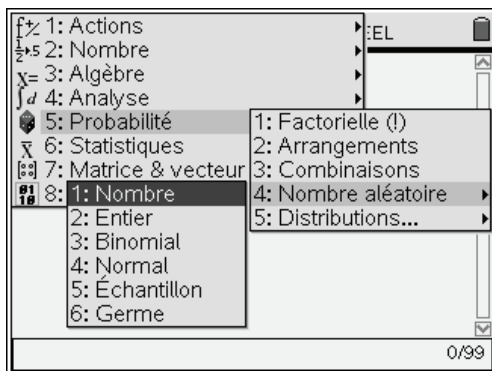 1: Actions
EEL
2: Nombre
3: Algèbre
4: Analyse
5: Probabilité
6: Statistiques
7: Matrice & vecteur
8:
1: Factorielle (!)
2: Arrangements
3: Combinaisons
4: Nombre aléatoire
5: Distributions...
1: Nombre
2: Entier
3: Binomial
4: Normal
5: Échantillon
6: Germe
0/99